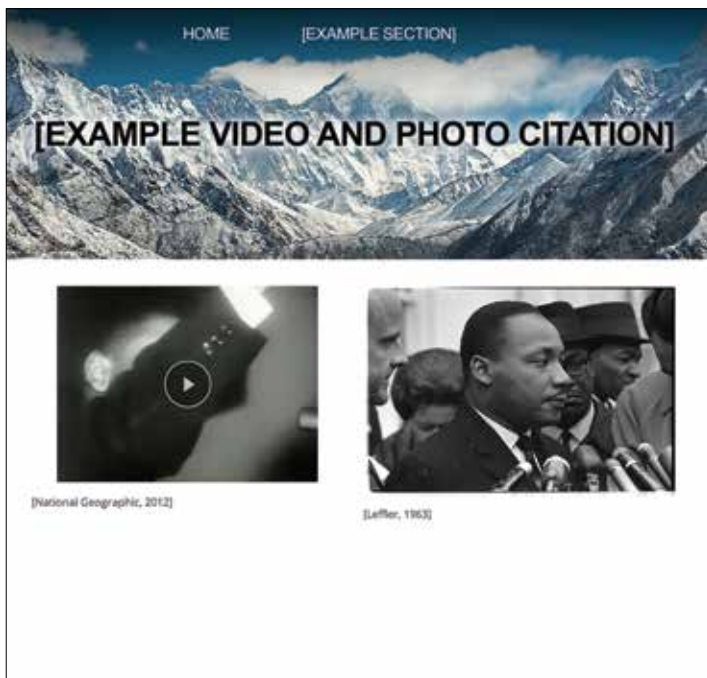 HOME [EXAMPLE SECTION]
[EXAMPLE VIDEO AND PHOTO CITATION]
[National Geographic, 2012]
[Leffler, 1963]